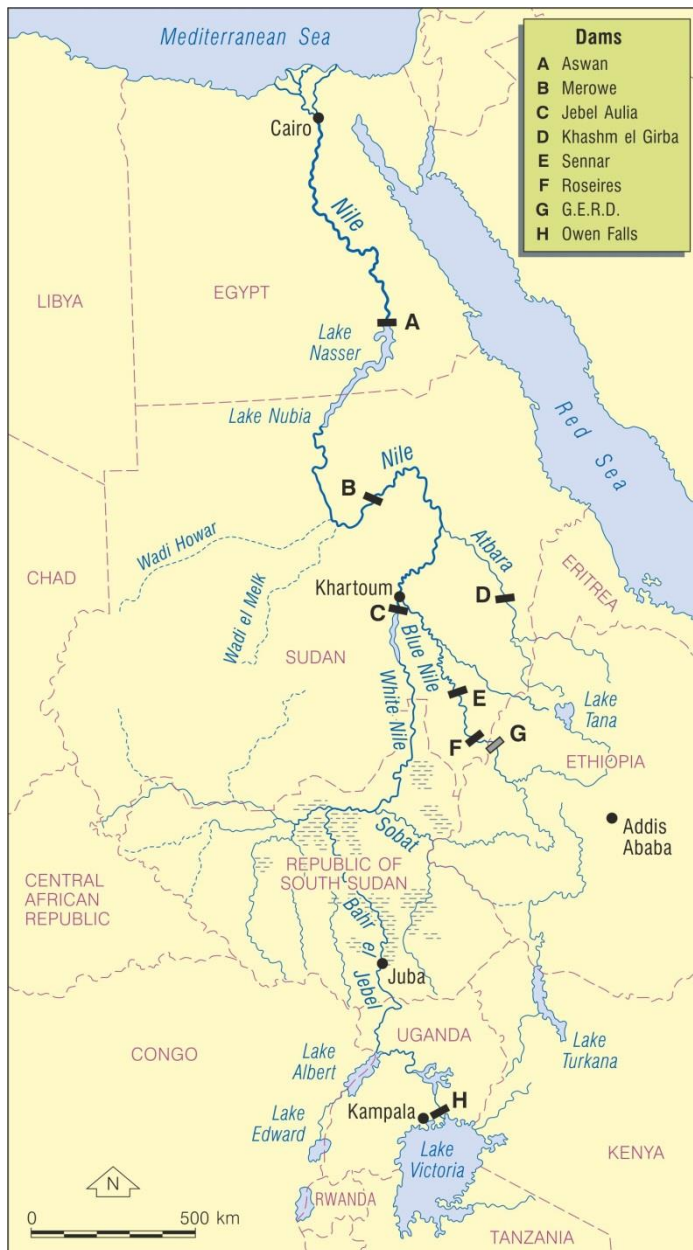 Mediterranean Sea
Dams
A Aswan
B Merowe
C Jebel Aulia
D Khashm el Girba
E Sennar
F Roseires
G G.E.R.D.
H Owen Falls
Cairo
Nile
LIBYA
EGYPT
A
Lake
Nasser
Lake Nubia
Red Sea
Nile
B
Wadi Howar
Atbara
CHAD
ERITREA
Khartoum
D
C
Wadi el Melk
Blue Nile
SUDAN
White Nile
E
Lake
Tana
F
G
ETHIOPIA
Sobat
Addis
Ababa
REPUBLIC OF
SOUTH SUDAN
CENTRAL
AFRICAN
REPUBLIC
Bahr el
Jebel
Juba
UGANDA
CONGO
Lake
Albert
Lake
Turkana
Lake
Edward
Kampala
H
Lake
Victoria
KENYA
N
RWANDA
0 500 km
TANZANIA